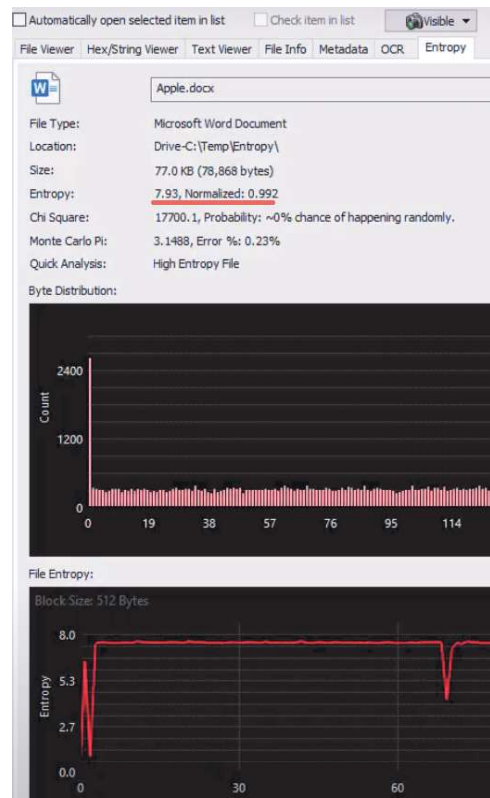 Automatically open selected item in list Check item in list Visible
File Viewer Hex/String Viewer Text Viewer File Info Metadata OCR Entropy
W
Apple.docx
File Type: Microsoft Word Document
Location: Drive-C:\Temp\Entropy\
Size: 77.0 KB (78,868 bytes)
Entropy: 7.93, Normalized: 0.992
Chi Square: 17700.1, Probability: ~0% chance of happening randomly.
Monte Carlo Pi: 3.1488, Error %: 0.23%
Quick Analysis: High Entropy File
Byte Distribution:
2400
1200
0
Count
0 19 38 57 76 95 114
File Entropy:
Block Size: 512 Bytes
8.0
5.3
2.7
0.0
Entropy
0 30 60